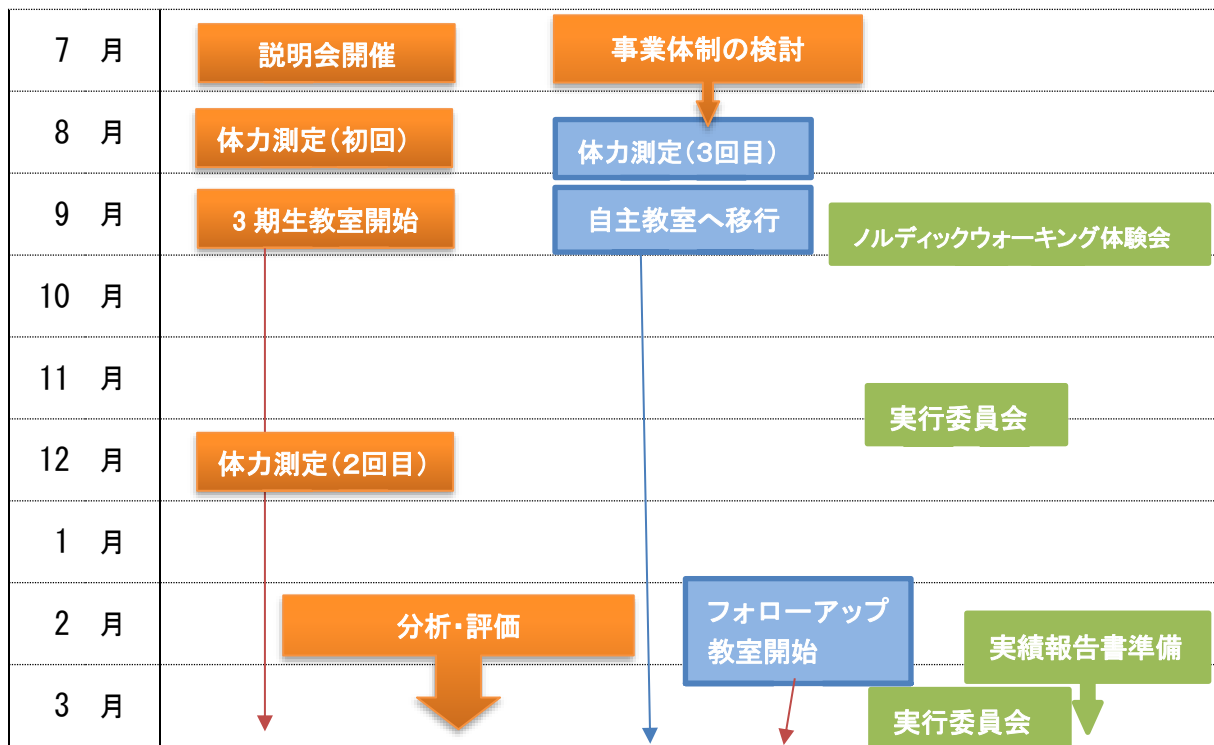 7 月
説明会開催
事業体制の検討
8 月
体力測定（初回）
体力測定（３回目）
9 月
3 期生教室開始
自主教室へ移行
ノルディックウォーキング体験会
10 月
11 月
実行委員会
12 月
体力測定（２回目）
1 月
2 月
分析・評価
フォローアップ
教室開始
実績報告書準備
3 月
実行委員会